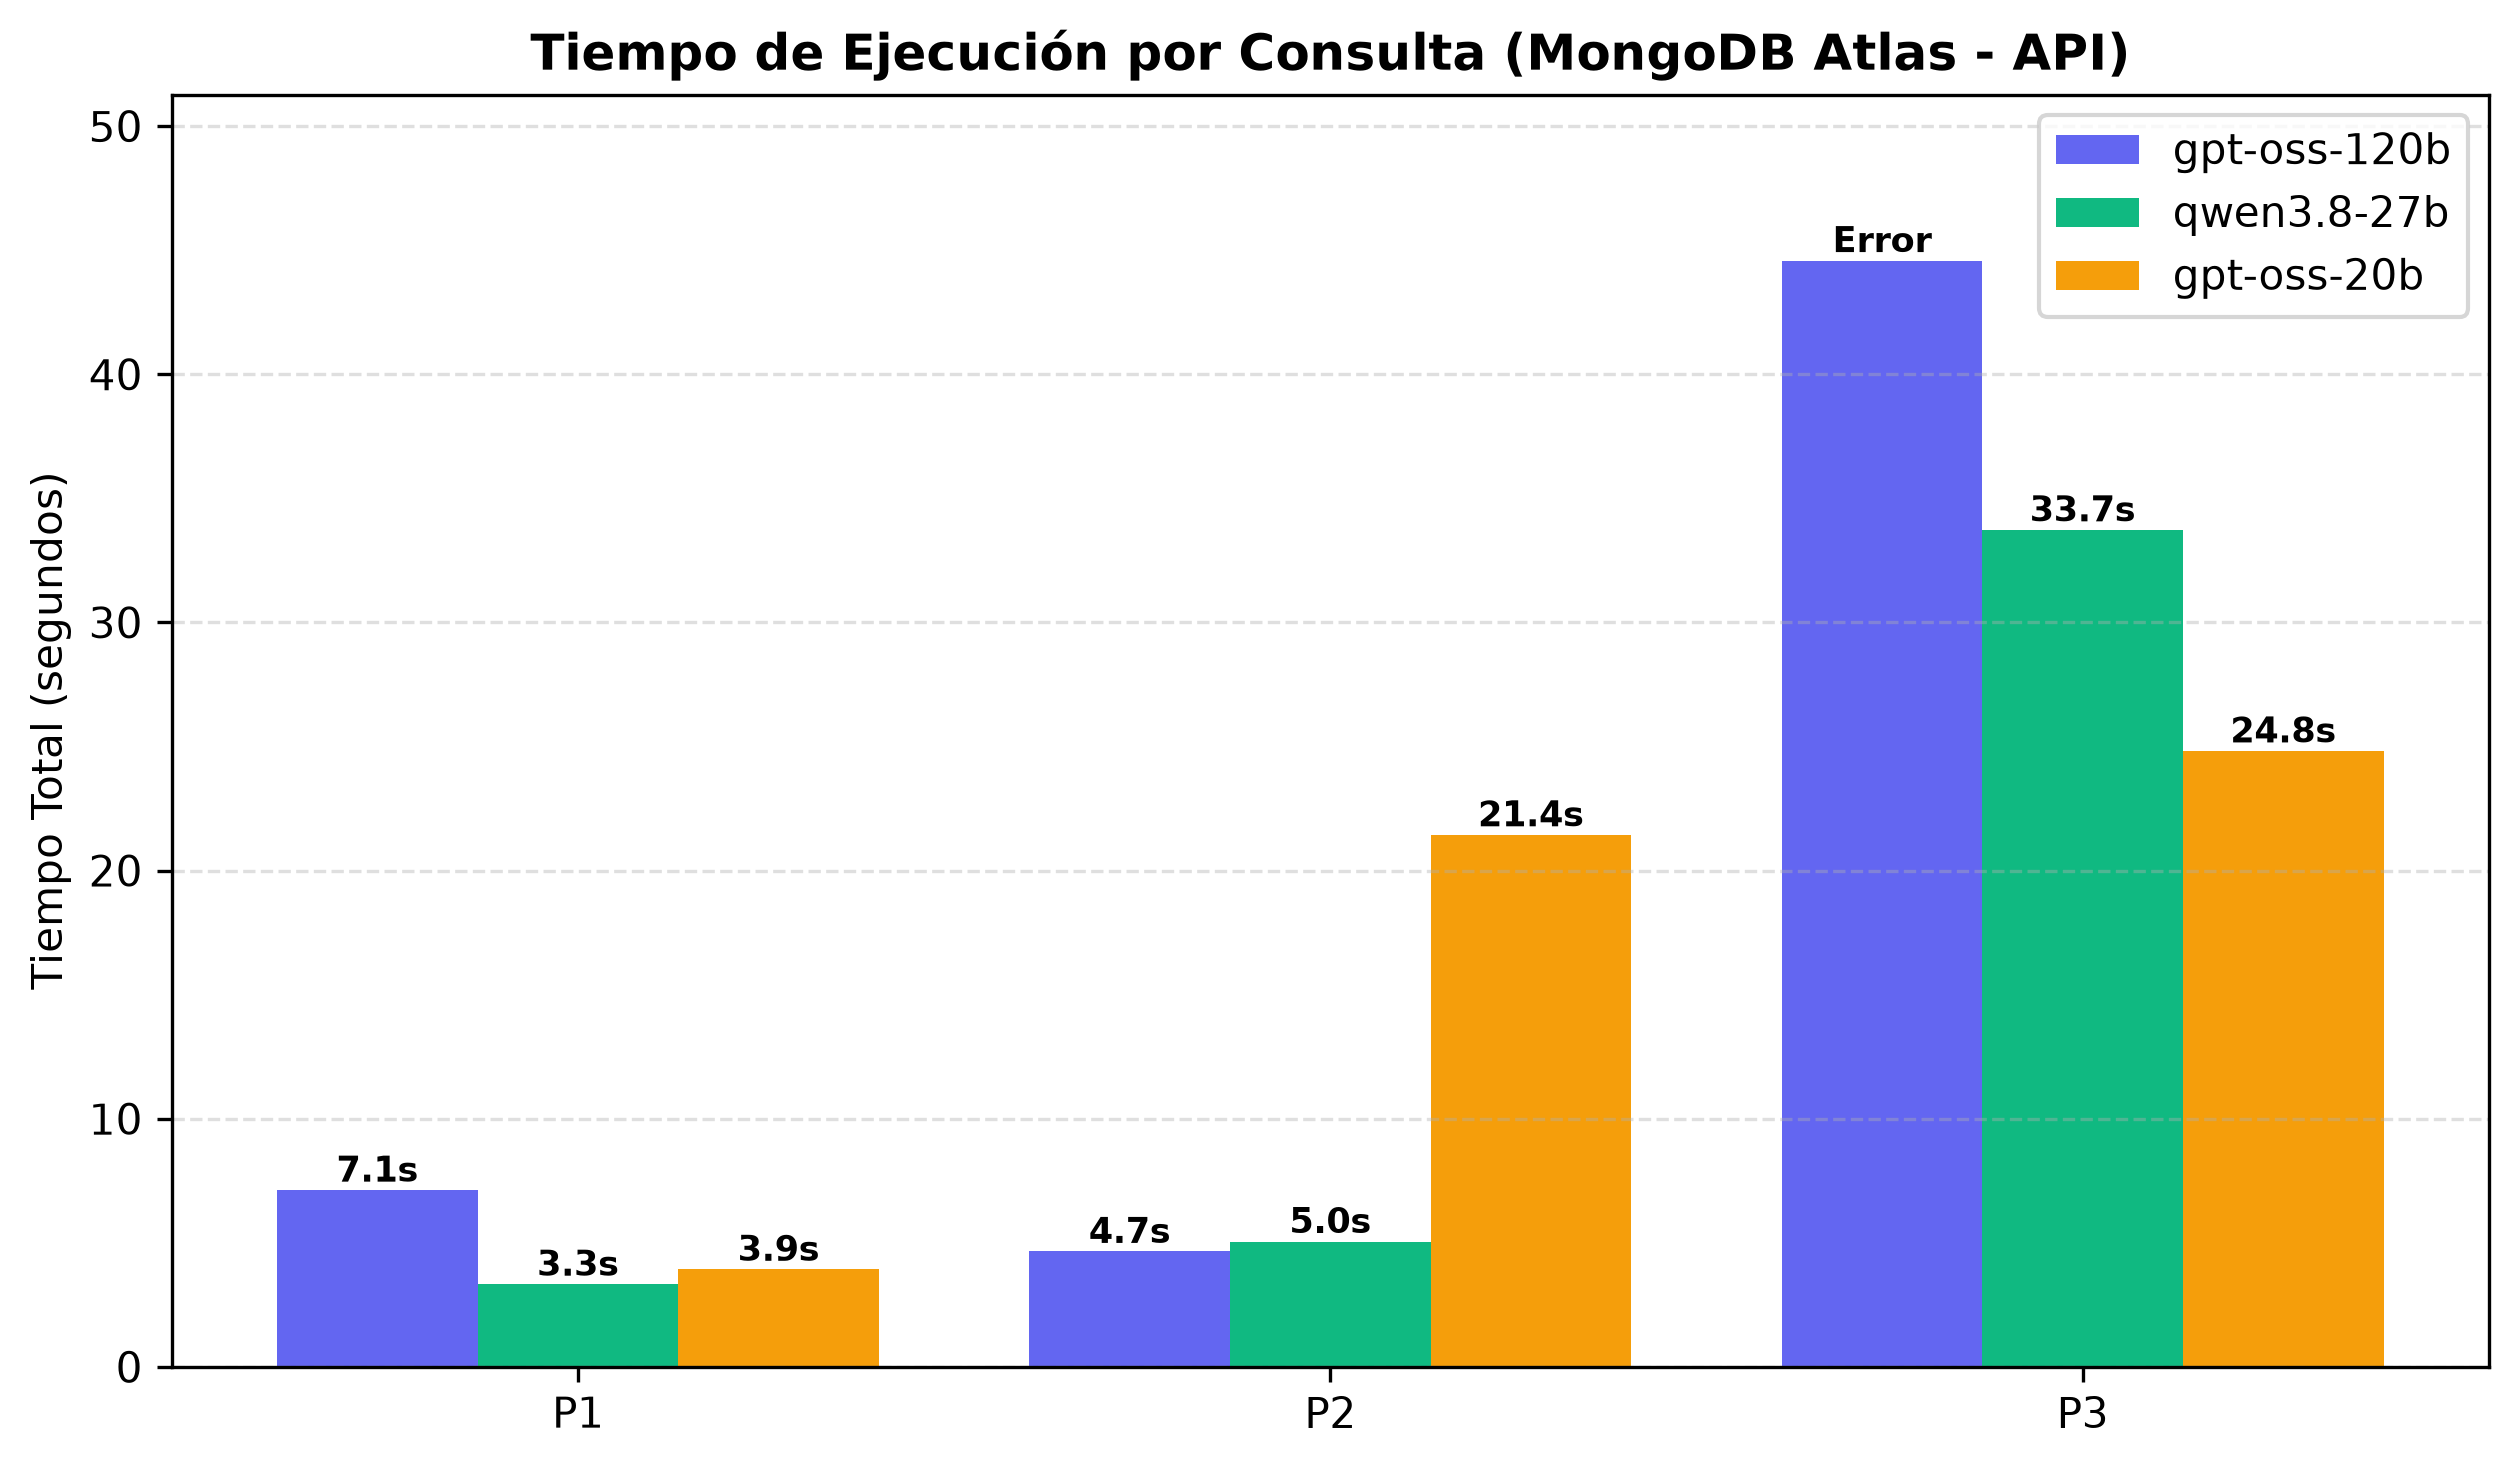 Tiempo de Ejecución por Consulta (MongoDB Atlas - API)
Tiempo Total (segundos)
50
40
30
20
10
0
gpt-oss-120b
qwen3.8-27b
gpt-oss-20b
7.1s
3.3s
3.9s
4.7s
5.0s
21.4s
Error
33.7s
24.8s
P1
P2
P3